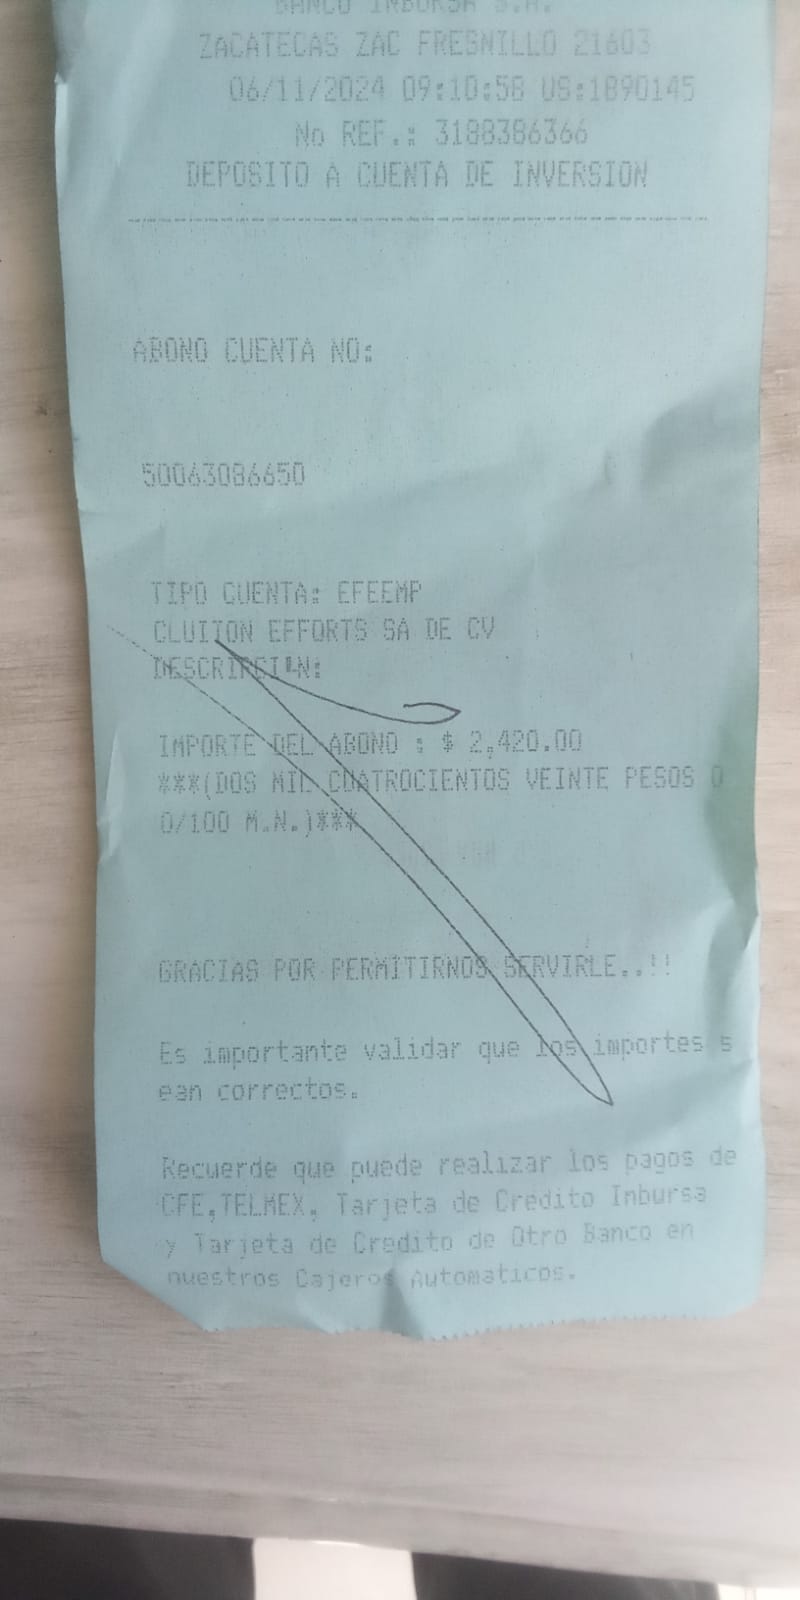 BANCO INBURSA S.A.
ZACATECAS ZAC FRESNILLO 21603
06/11/2024 09:10:58 US:1890145
No REF.: 3188386366
DEPOSITO A CUENTA DE INVERSION
ABONO CUENTA NO:
50063086650
TIPO CUENTA: EFEEMP
CLUITON EFFORTS SA DE CV
DESCRIPCI N:
IMPORTE DEL ABONO : $ 2,420.00
***(DOS MIL CUATROCIENTOS VEINTE PESOS 0
0/100 M.N.)***
GRACIAS POR PERMITIRNOS SERVIRLE..!!
Es importante validar que los importes s
ean correctos.
Recuerde que puede realizar los pagos de
CFE,TELMEX, Tarjeta de Credito Inbursa
y Tarjeta de Credito de Otro Banco en
nuestros Cajeros Automaticos.